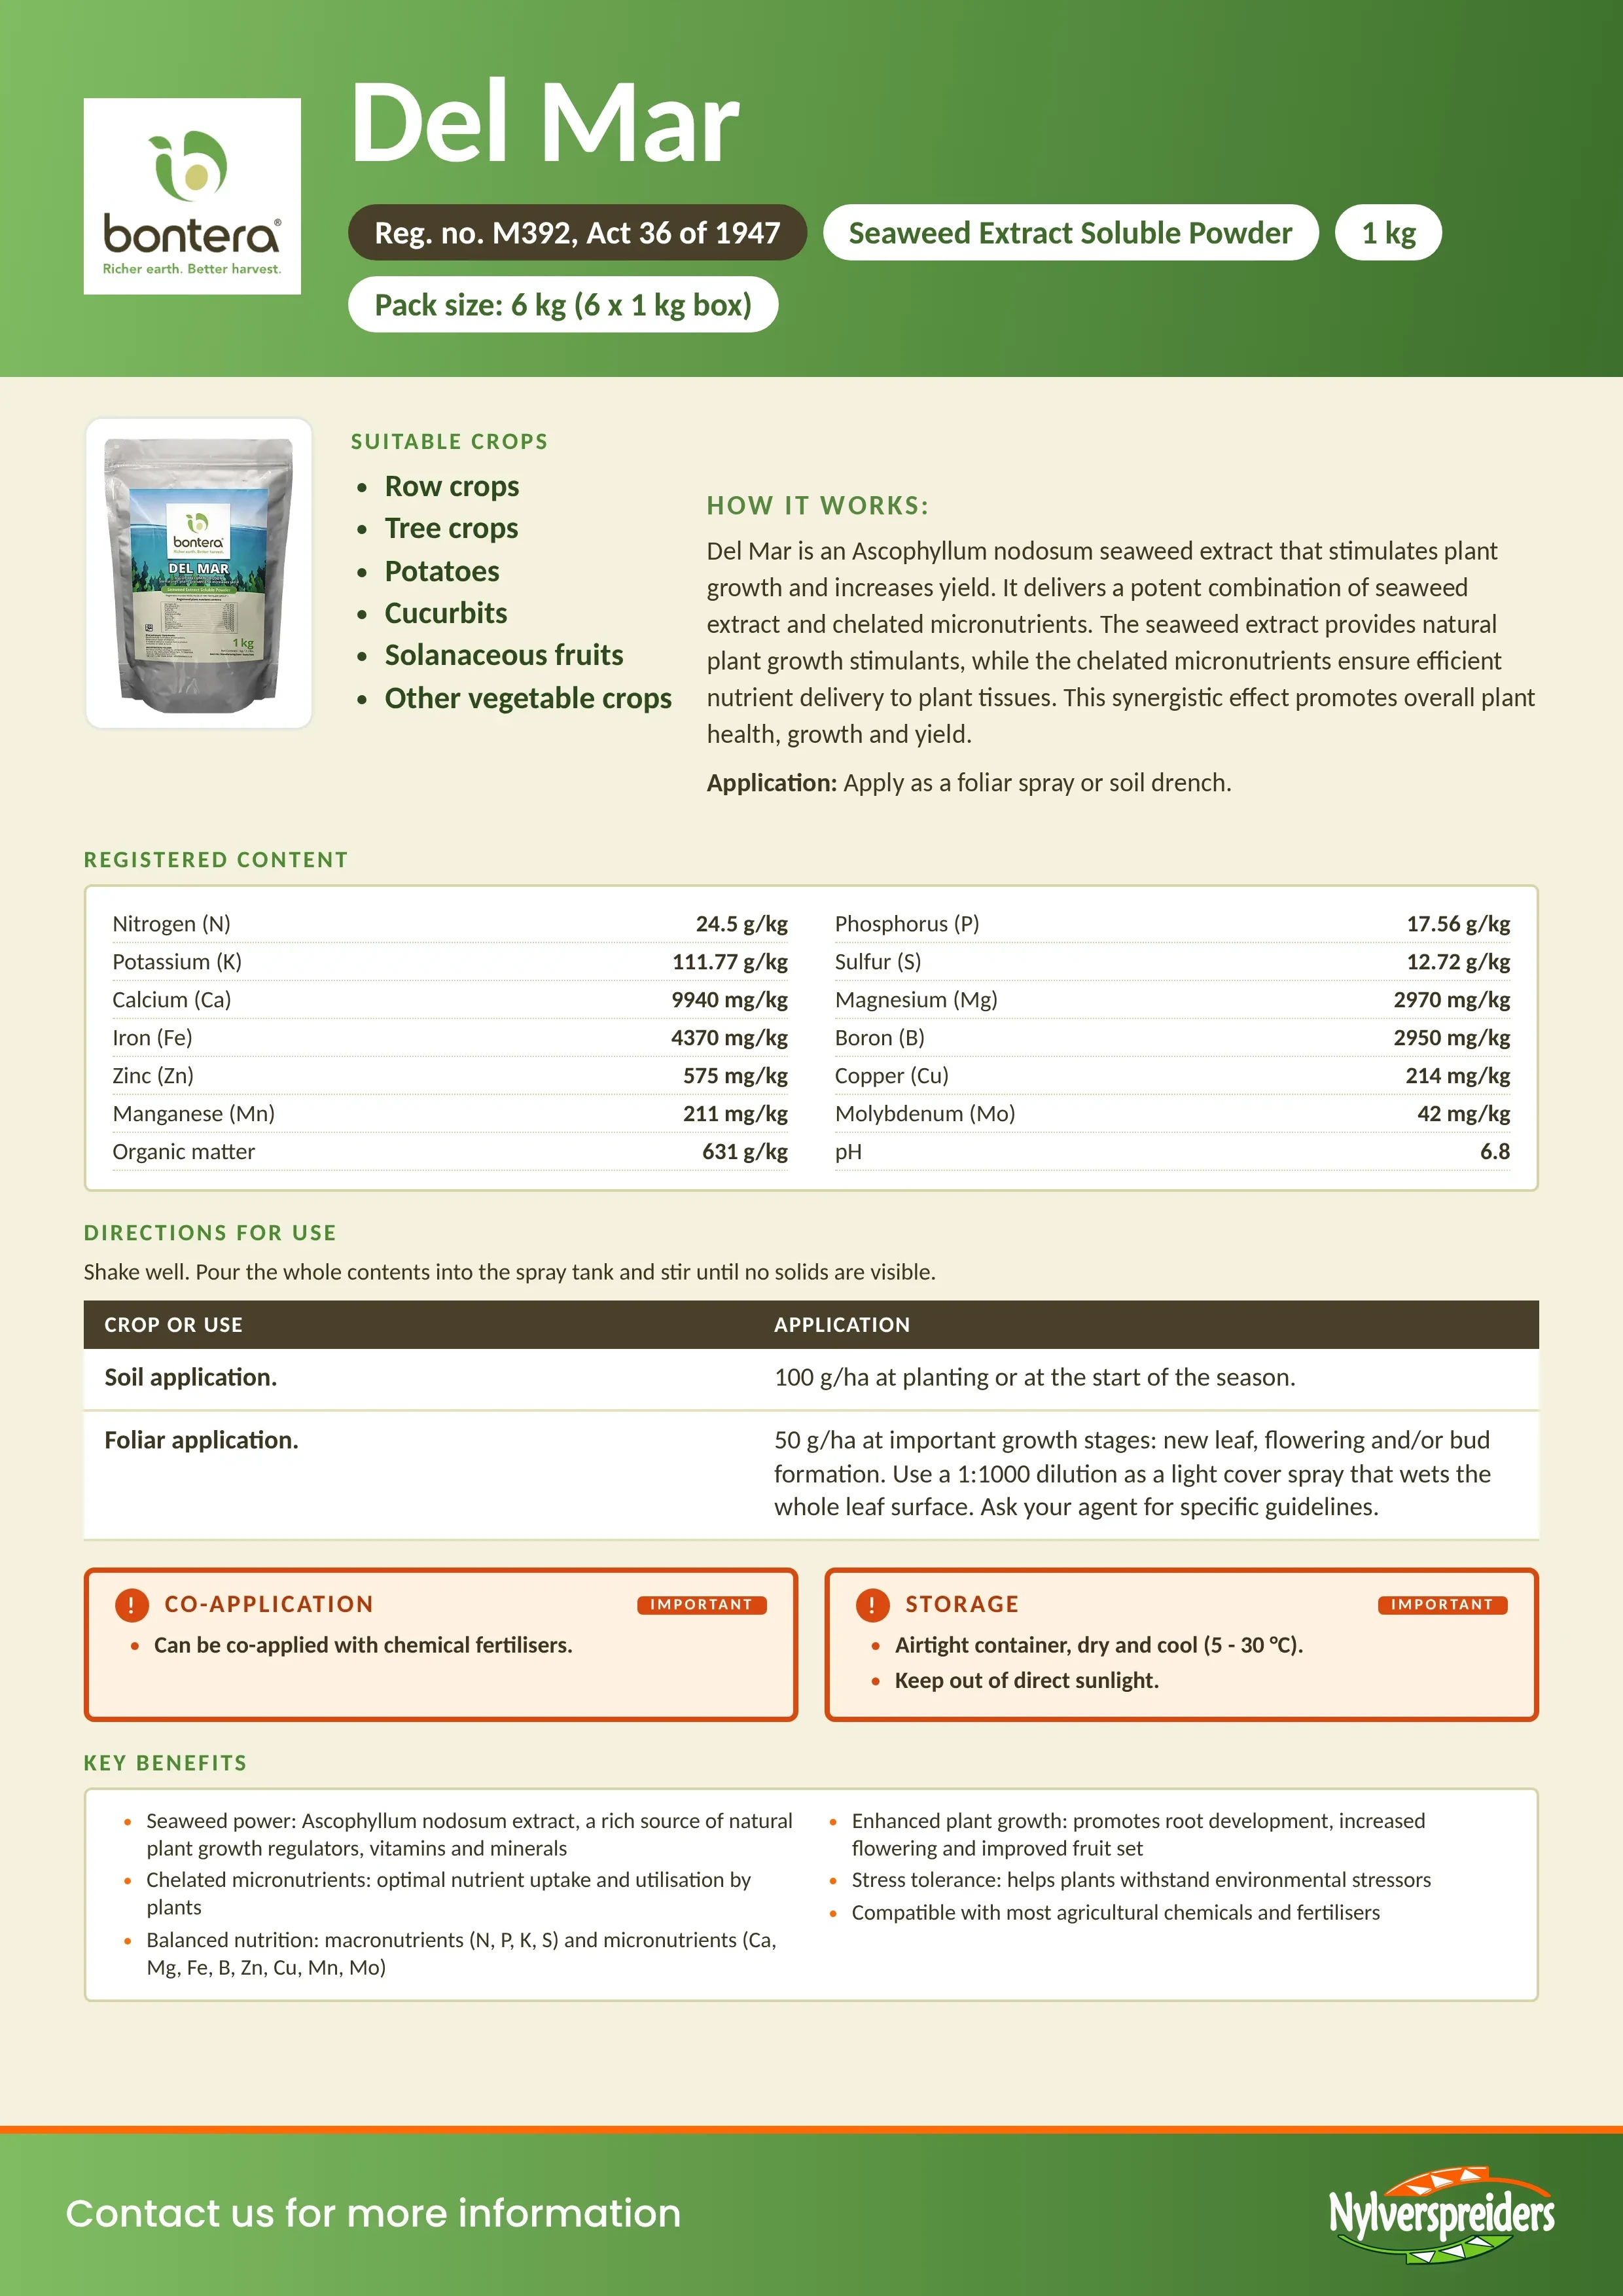 Del Mar
bontera®
Richer earth. Better harvest.
Reg. no. M392, Act 36 of 1947
Seaweed Extract Soluble Powder
1 kg
Pack size: 6 kg (6 x 1 kg box)
bontera
DEL MAR
Seaweed Extract Soluble Powder
1 kg
SUITABLE CROPS
• Row crops
• Tree crops
• Potatoes
• Cucurbits
• Solanaceous fruits
• Other vegetable crops
HOW IT WORKS:
Del Mar is an Ascophyllum nodosum seaweed extract that stimulates plant
growth and increases yield. It delivers a potent combination of seaweed
extract and chelated micronutrients. The seaweed extract provides natural
plant growth stimulants, while the chelated micronutrients ensure efficient
nutrient delivery to plant tissues. This synergistic effect promotes overall plant
health, growth and yield.
Application: Apply as a foliar spray or soil drench.
REGISTERED CONTENT
Nitrogen (N) 24.5 g/kg Phosphorus (P) 17.56 g/kg
Potassium (K) 111.77 g/kg Sulfur (S) 12.72 g/kg
Calcium (Ca) 9940 mg/kg Magnesium (Mg) 2970 mg/kg
Iron (Fe) 4370 mg/kg Boron (B) 2950 mg/kg
Zinc (Zn) 575 mg/kg Copper (Cu) 214 mg/kg
Manganese (Mn) 211 mg/kg Molybdenum (Mo) 42 mg/kg
Organic matter 631 g/kg pH 6.8
DIRECTIONS FOR USE
Shake well. Pour the whole contents into the spray tank and stir until no solids are visible.
CROP OR USE APPLICATION
Soil application. 100 g/ha at planting or at the start of the season.
Foliar application. 50 g/ha at important growth stages: new leaf, flowering and/or bud
formation. Use a 1:1000 dilution as a light cover spray that wets the
whole leaf surface. Ask your agent for specific guidelines.
! CO-APPLICATION IMPORTANT
• Can be co-applied with chemical fertilisers.
! STORAGE IMPORTANT
• Airtight container, dry and cool (5 - 30 °C).
• Keep out of direct sunlight.
KEY BENEFITS
• Seaweed power: Ascophyllum nodosum extract, a rich source of natural
plant growth regulators, vitamins and minerals
• Chelated micronutrients: optimal nutrient uptake and utilisation by
plants
• Balanced nutrition: macronutrients (N, P, K, S) and micronutrients (Ca,
Mg, Fe, B, Zn, Cu, Mn, Mo)
• Enhanced plant growth: promotes root development, increased
flowering and improved fruit set
• Stress tolerance: helps plants withstand environmental stressors
• Compatible with most agricultural chemicals and fertilisers
Contact us for more information
Nylverspreiders